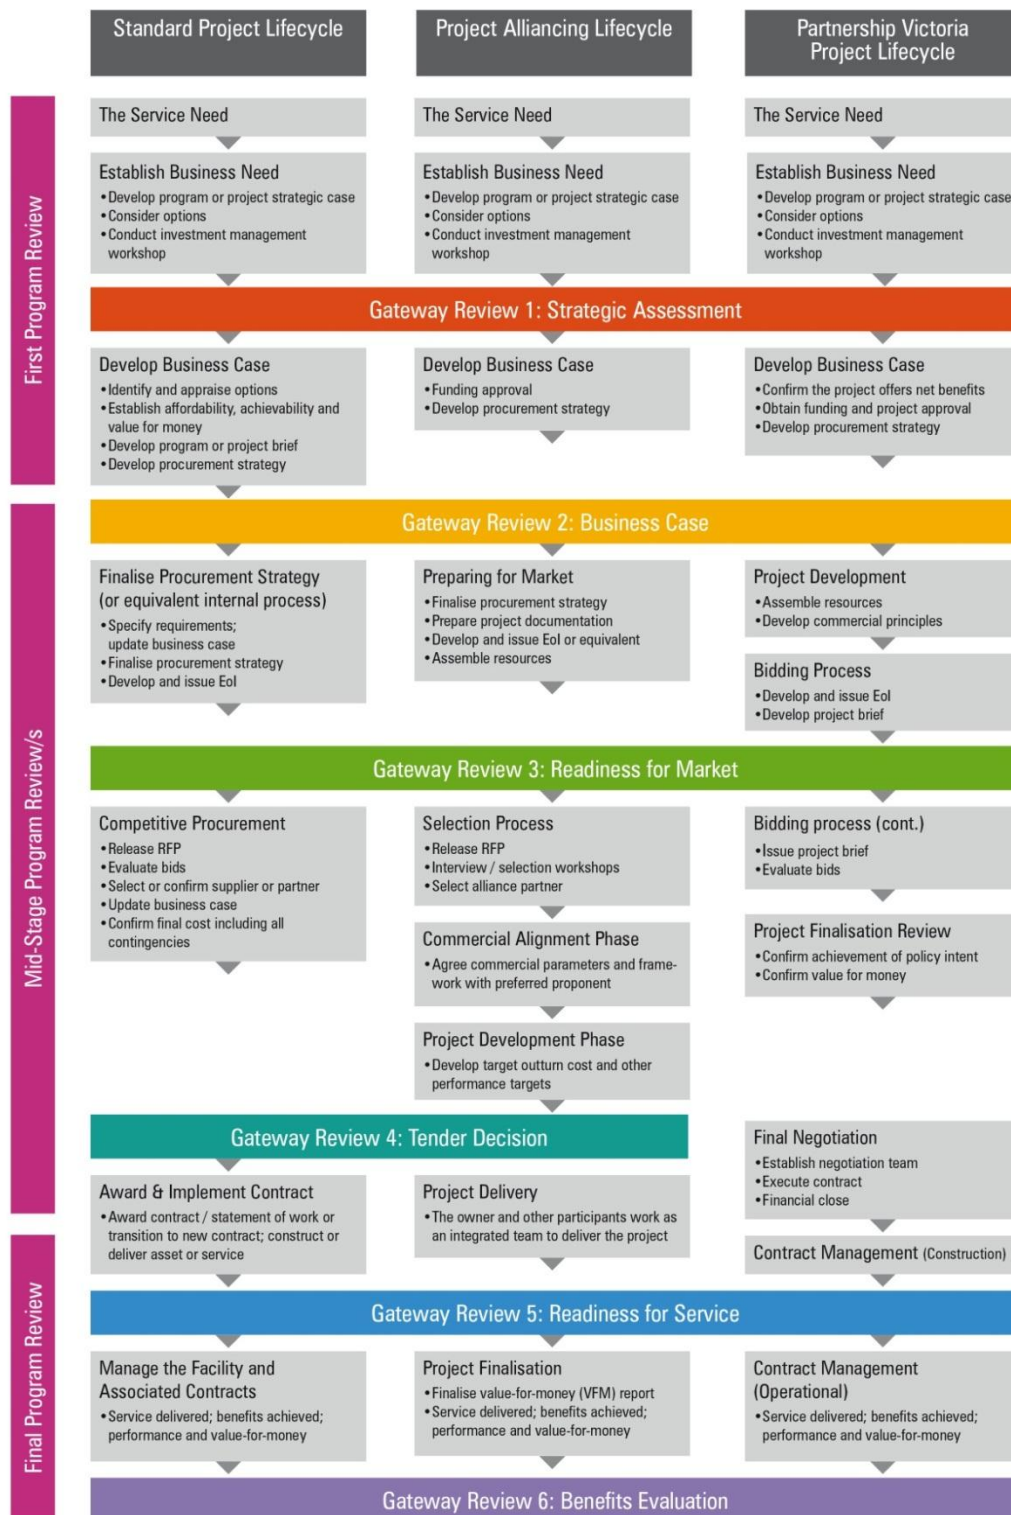 Standard Project Lifecycle
Project Alliancing Lifecycle
Partnership Victoria
Project Lifecycle
First Program Review
The Service Need
The Service Need
The Service Need
Establish Business Need
•Develop program or project strategic case
•Consider options
•Conduct investment management
workshop
Establish Business Need
•Develop program or project strategic case
•Consider options
•Conduct investment management
workshop
Establish Business Need
•Develop program or project strategic case
•Consider options
•Conduct investment management
workshop
Gateway Review 1: Strategic Assessment
Develop Business Case
•Identify and appraise options
•Establish affordability, achievability and
value for money
•Develop program or project brief
•Develop procurement strategy
Develop Business Case
•Funding approval
•Develop procurement strategy
Develop Business Case
•Confirm the project offers net benefits
•Obtain funding and project approval
•Develop procurement strategy
Mid-Stage Program Review/s
Gateway Review 2: Business Case
Finalise Procurement Strategy
(or equivalent internal process)
•Specify requirements;
update business case
•Finalise procurement strategy
•Develop and issue EoI
Preparing for Market
•Finalise procurement strategy
•Prepare project documentation
•Develop and issue EoI or equivalent
•Assemble resources
Project Development
•Assemble resources
•Develop commercial principles
Bidding Process
•Develop and issue EoI
•Develop project brief
Gateway Review 3: Readiness for Market
Competitive Procurement
•Release RFP
•Evaluate bids
•Select or confirm supplier or partner
•Update business case
•Confirm final cost including all
contingencies
Selection Process
•Release RFP
•Interview / selection workshops
•Select alliance partner
Commercial Alignment Phase
•Agree commercial parameters and frame-
work with preferred proponent
Project Development Phase
•Develop target outturn cost and other
performance targets
Bidding process (cont.)
•Issue project brief
•Evaluate bids
Project Finalisation Review
•Confirm achievement of policy intent
•Confirm value for money
Gateway Review 4: Tender Decision
Award & Implement Contract
•Award contract / statement of work or
transition to new contract; construct or
deliver asset or service
Project Delivery
•The owner and other participants work as
an integrated team to deliver the project
Final Negotiation
•Establish negotiation team
•Execute contract
•Financial close
Contract Management (Construction)
Final Program Review
Gateway Review 5: Readiness for Service
Manage the Facility and
Associated Contracts
•Service delivered; benefits achieved;
performance and value-for-money
Project Finalisation
•Finalise value-for-money (VFM) report
•Service delivered; benefits achieved;
performance and value-for-money
Contract Management
(Operational)
•Service delivered; benefits achieved;
performance and value-for-money
Gateway Review 6: Benefits Evaluation